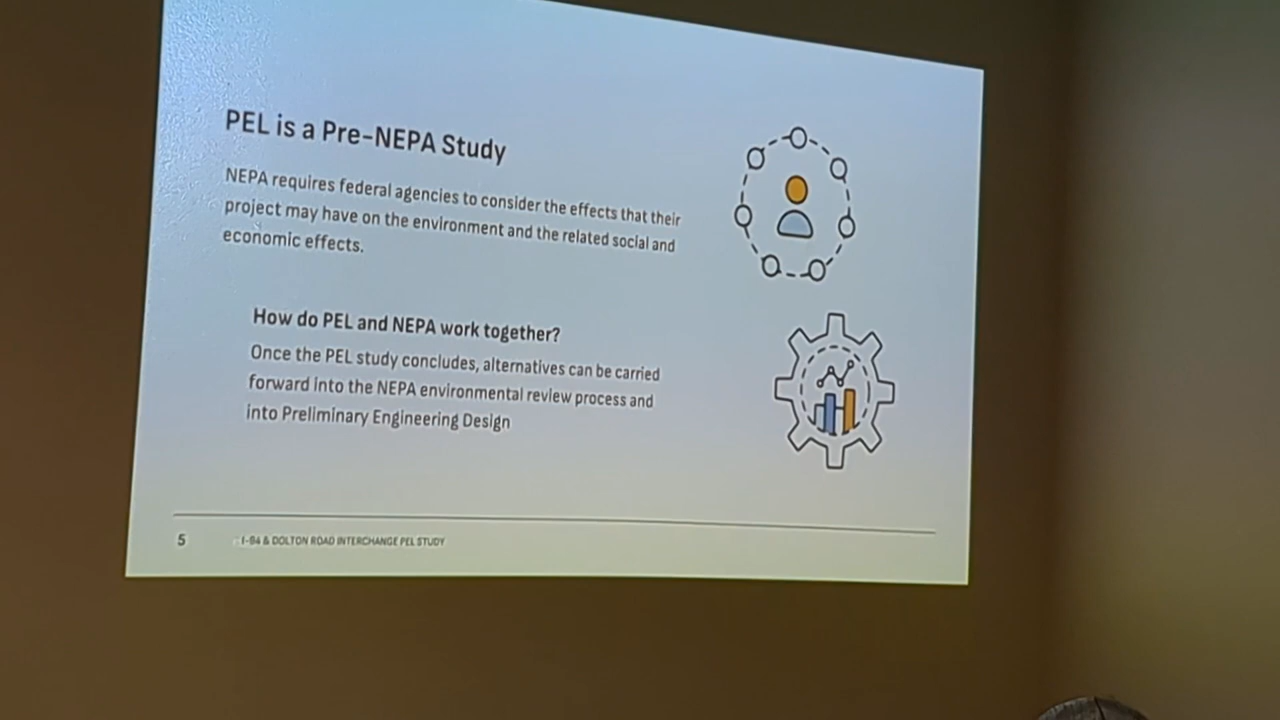 PEL is a Pre-NEPA Study
NEPA requires federal agencies to consider the effects that their
project may have on the environment and the related social and
economic effects.
How do PEL and NEPA work together?
Once the PEL study concludes, alternatives can be carried
forward into the NEPA environmental review process and
into Preliminary Engineering Design
5
I-94 & DOLTON ROAD INTERCHANGE PEL STUDY